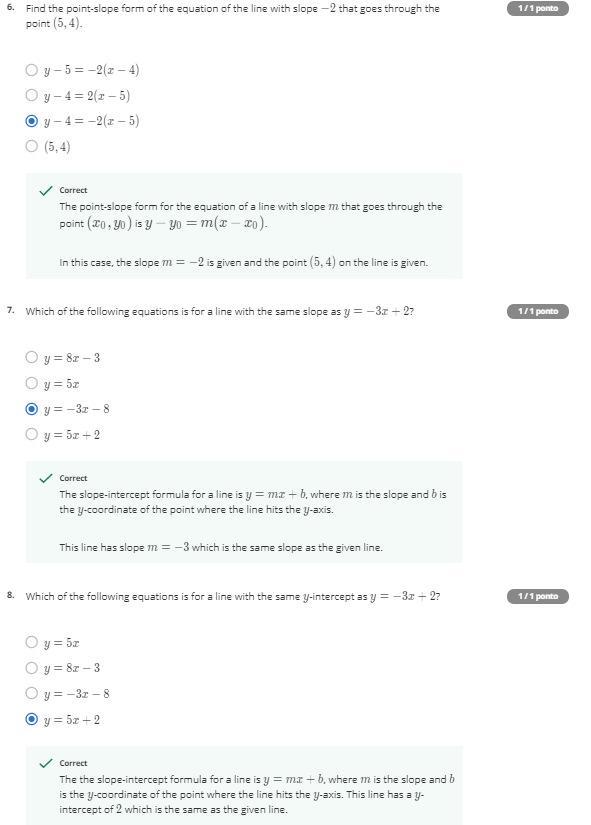 6. Find the point-slope form of the equation of the line with slope −2 that goes through the
point (5, 4).
1 / 1 ponto
y − 5 = −2(x − 4)
y − 4 = 2(x − 5)
y − 4 = −2(x − 5)
(5, 4)
Correct
The point-slope form for the equation of a line with slope m that goes through the
point (x₀, y₀) is y − y₀ = m(x − x₀).
In this case, the slope m = −2 is given and the point (5, 4) on the line is given.
7. Which of the following equations is for a line with the same slope as y = −3x + 2?
1 / 1 ponto
y = 8x − 3
y = 5x
y = −3x − 8
y = 5x + 2
Correct
The slope-intercept formula for a line is y = mx + b, where m is the slope and b is
the y-coordinate of the point where the line hits the y-axis.
This line has slope m = −3 which is the same slope as the given line.
8. Which of the following equations is for a line with the same y-intercept as y = −3x + 2?
1 / 1 ponto
y = 5x
y = 8x − 3
y = −3x − 8
y = 5x + 2
Correct
The the slope-intercept formula for a line is y = mx + b, where m is the slope and b
is the y-coordinate of the point where the line hits the y-axis. This line has a y-
intercept of 2 which is the same as the given line.